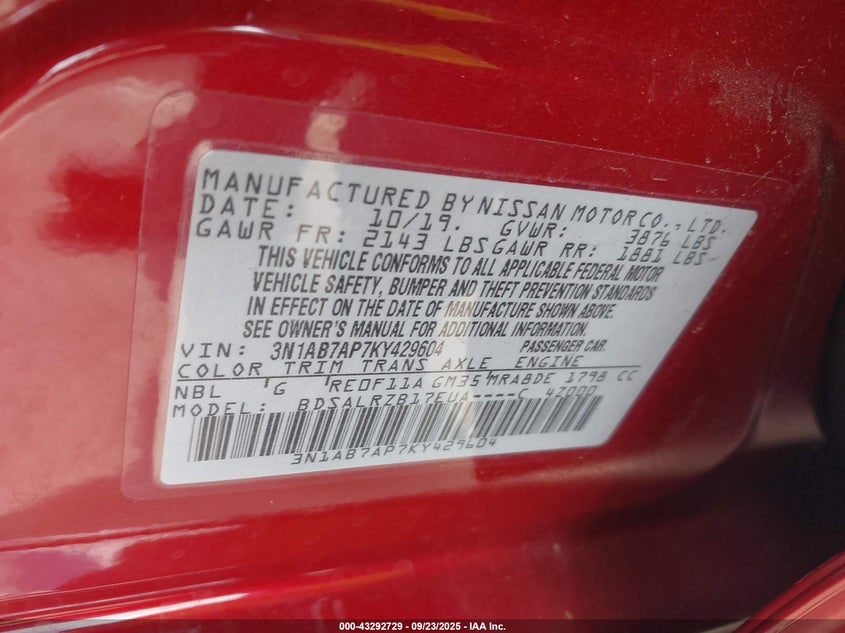 MANUFACTURED BY NISSAN MOTOR CO., LTD.
DATE: 10/19. GVWR: 3876 LBS
GAWR FR: 2143 LBS GAWR RR: 1881 LBS
THIS VEHICLE CONFORMS TO ALL APPLICABLE FEDERAL MOTOR
VEHICLE SAFETY, BUMPER AND THEFT PREVENTION STANDARDS
IN EFFECT ON THE DATE OF MANUFACTURE SHOWN ABOVE.
SEE OWNER'S MANUAL FOR ADDITIONAL INFORMATION.
VIN: 3N1AB7AP7KY429604 PASSENGER CAR.
COLOR TRIM TRANS AXLE ENGINE
NBL G RE0F11A GM35 MRA8DE 1798 CC
MODEL: BDSALRZB17EUA----C 42000
3N1AB7AP7KY429604
000-43292729 - 09/23/2025 - IAA Inc.